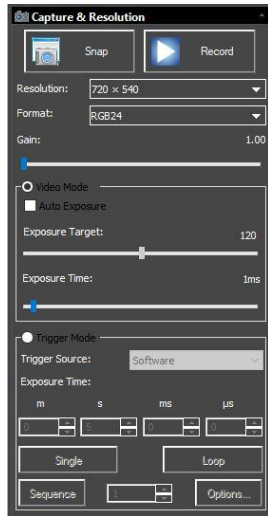 Capture & Resolution
Snap
Record
Resolution: 720 × 540
Format: RGB24
Gain: 1.00
Video Mode
Auto Exposure
Exposure Target: 120
Exposure Time: 1ms
Trigger Mode
Trigger Source: Software
Exposure Time:
m s ms µs
0 5 0 0
Single Loop
Sequence 1 Options...